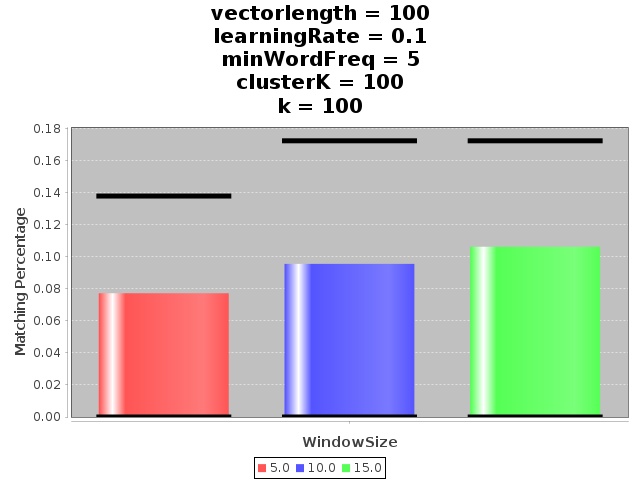 vectorlength = 100
learningRate = 0.1
minWordFreq = 5
clusterK = 100
k = 100
0.18
0.16
0.14
0.12
0.10
0.08
0.06
0.04
0.02
0.00
Matching Percentage
WindowSize
5.0 10.0 15.0